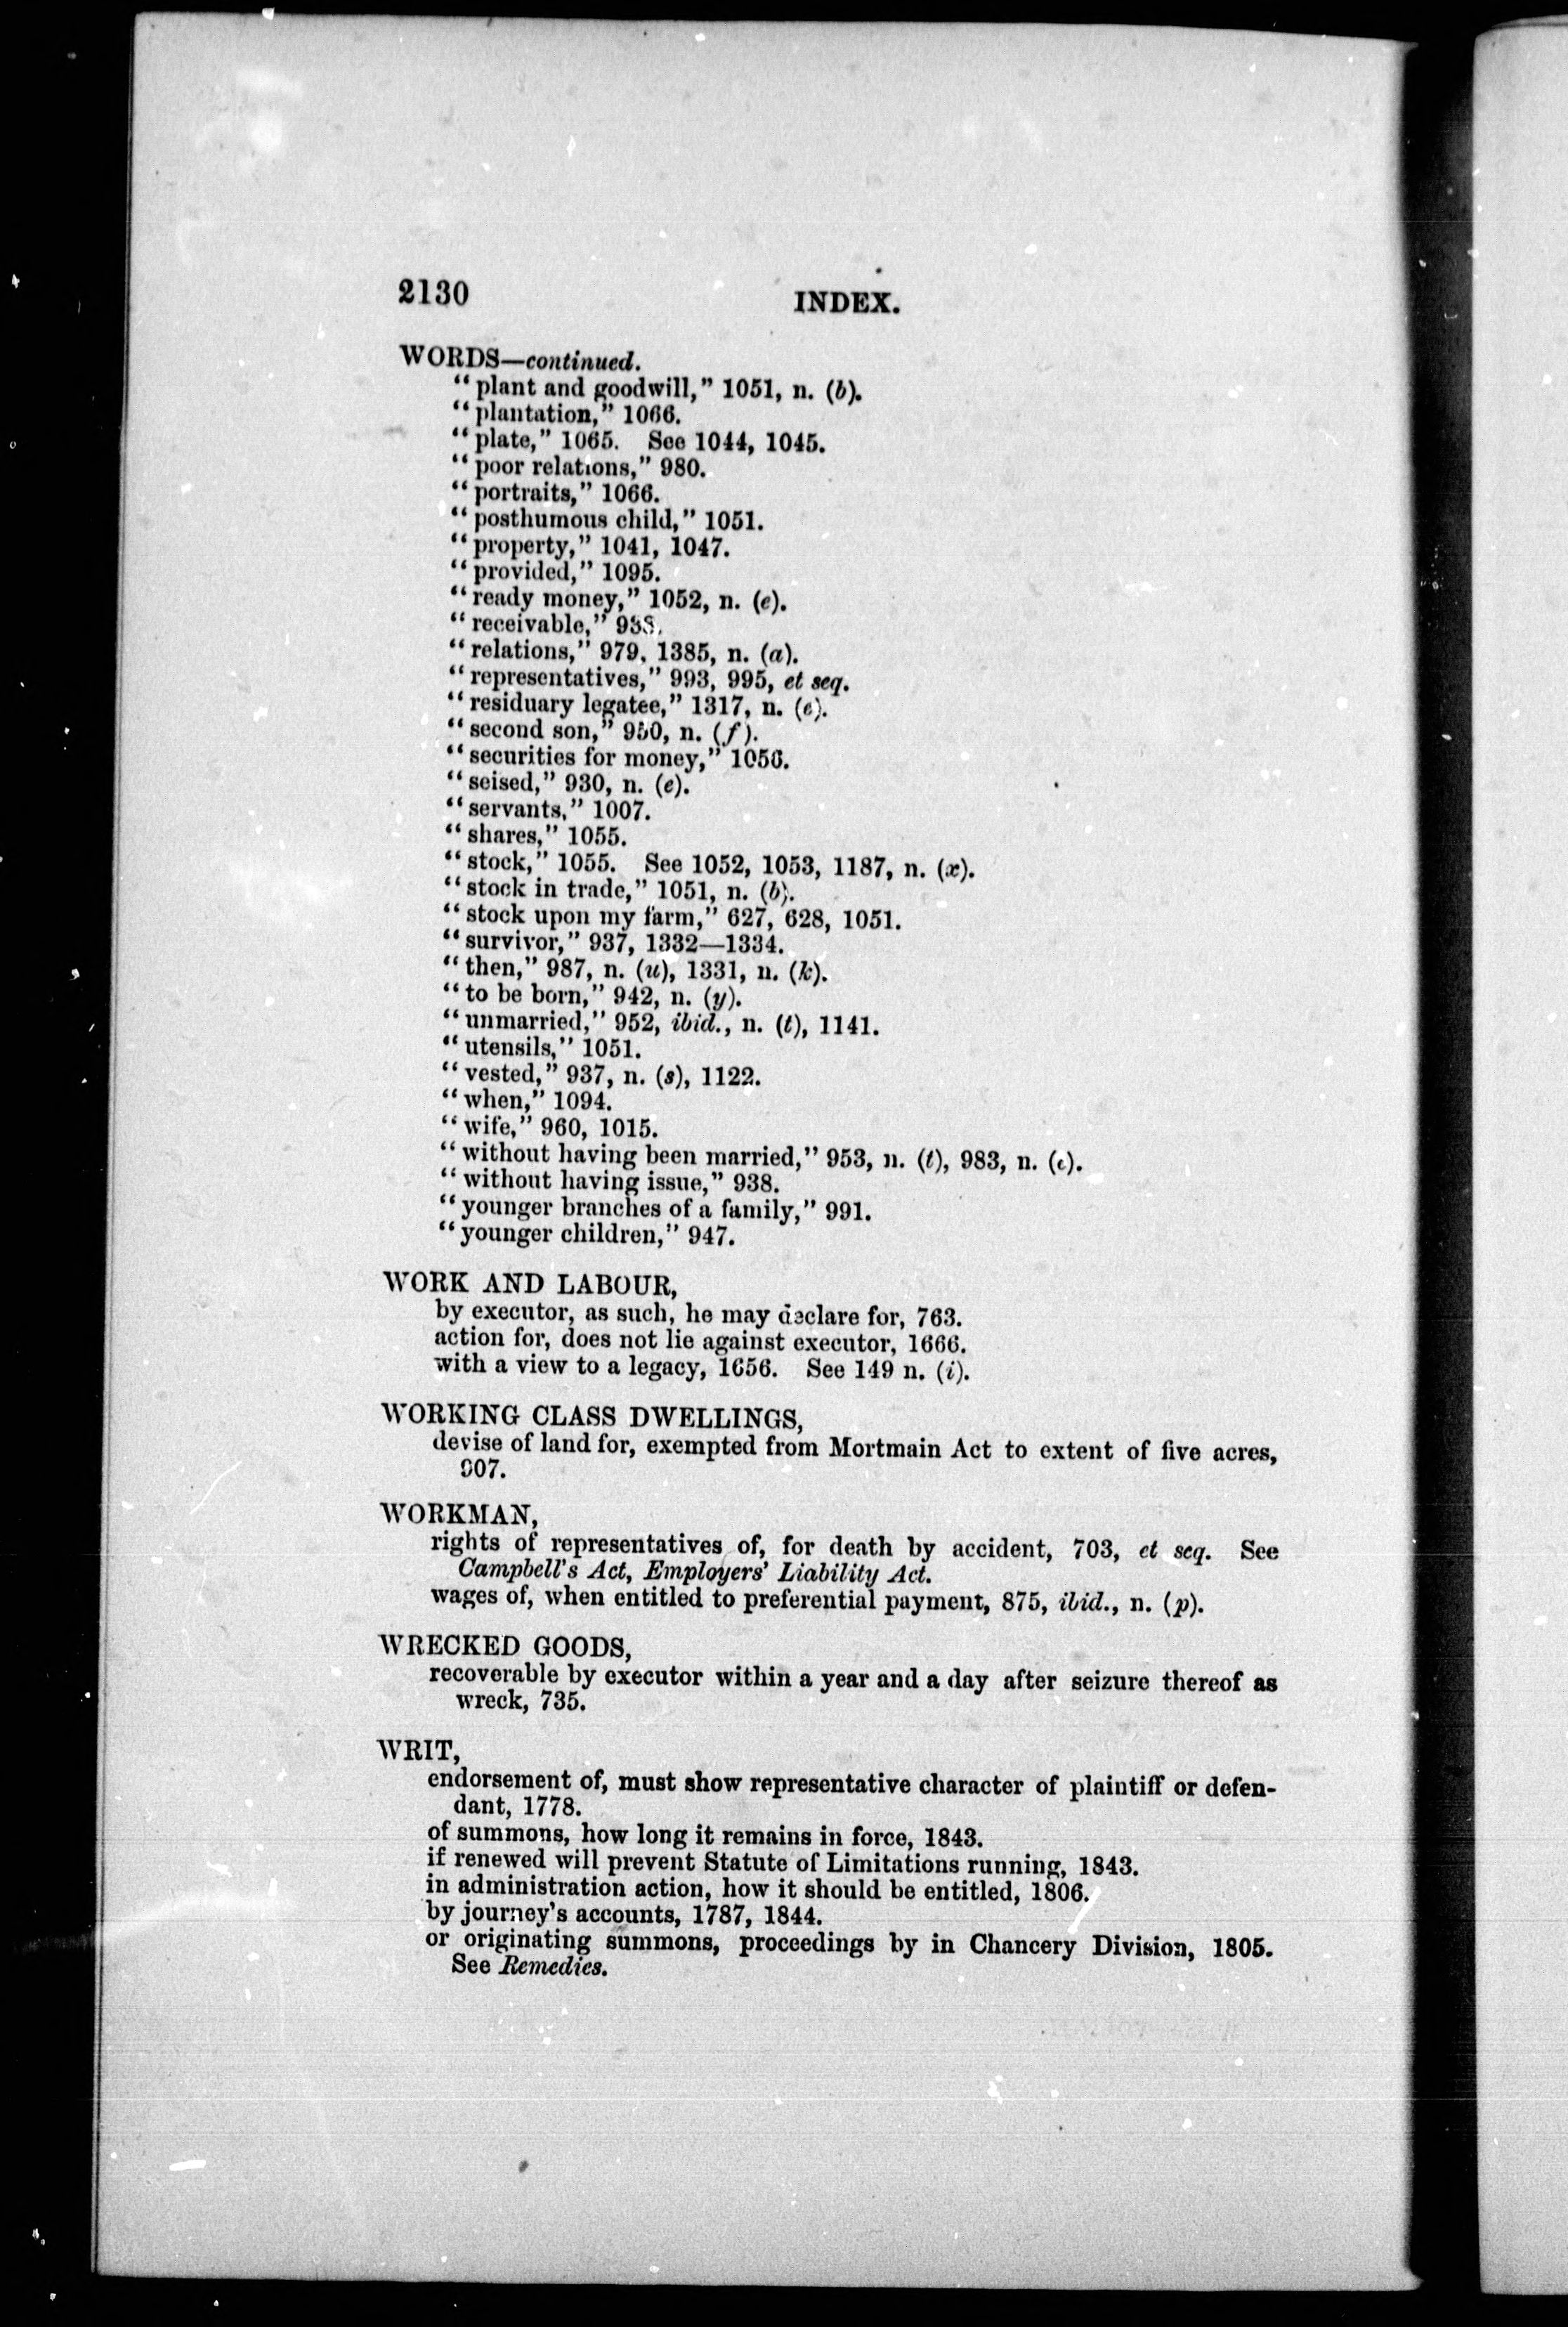 2130 INDEX.
WORDS—continued.
“plant and goodwill,” 1051, n. (b).
“plantation,” 1066.
“plate,” 1065. See 1044, 1045.
“poor relations,” 980.
“portraits,” 1066.
“posthumous child,” 1051.
“property,” 1041, 1047.
“provided,” 1095.
“ready money,” 1052, n. (e).
“receivable,”
“relations,” 979, 1385, n. (a).
“representatives,” 993, 995, et seq.
“residuary legatee,” 1317, n. (e).
“second son,” 950, n. (f).
“securities for money,” 1056.
“seised,” 930, n. (e).
“servants,” 1007.
“shares,” 1055.
“stock,” 1055. See 1052, 1053, 1187, n. (x).
“stock in trade,” 1051, n. (b).
“stock upon my farm,” 627, 628, 1051.
“survivor,” 937, 1332—1334.
“then,” 987, n. (u), 1331, n. (k).
“to be born,” 942, n. (y).
“unmarried,” 952, ibid., n. (t), 1141.
“utensils,” 1051.
“vested,” 937, n. (s), 1122.
“when,” 1094.
“wife,” 960, 1015.
“without having been married,” 953, n. (t), 983, n.
“without having issue,” 938.
“younger branches of a family,” 991.
“younger children,” 947.
WORK AND LABOUR,
by executor, as such, he may declare for, 763.
action for, does not lie against executor, 1666.
with a view to a legacy, 1656. See 149 n. (i).
WORKING CLASS DWELLINGS,
devise of land for, exempted from Mortmain Act to extent of five acres,
907.
WORKMAN,
rights of representatives of, for death by accident, 703, et seq. See
Campbell's Act, Employers' Liability Act.
wages of, when entitled to preferential payment, 875, ibid., n. (p).
WRECKED GOODS,
recoverable by executor within a year and a day after seizure thereof as
wreck, 735.
WRIT,
endorsement of, must show representative character of plaintiff or defen-
dant, 1778.
of summons, how long it remains in force, 1843.
if renewed will prevent Statute of Limitations running, 1843.
in administration action, how it should be entitled, 1806.
by journey's accounts, 1787, 1844.
or originating summons, proceedings by in Chancery Division, 1805.
See Remedies.